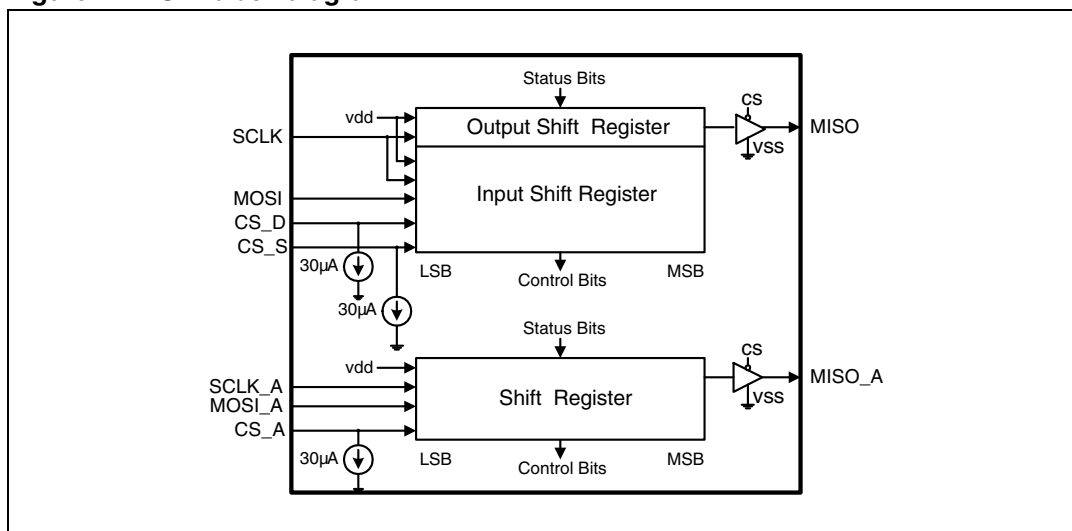 Status Bits
CS
vdd
Output Shift Register
MISO
SCLK
VSS
Input Shift Register
MOSI
CS_D
CS_S
30µA
LSB
Control Bits
MSB
30µA
Status Bits
CS
vdd
MISO_A
SCLK_A
Shift Register
VSS
MOSI_A
CS_A
30µA
LSB
Control Bits
MSB